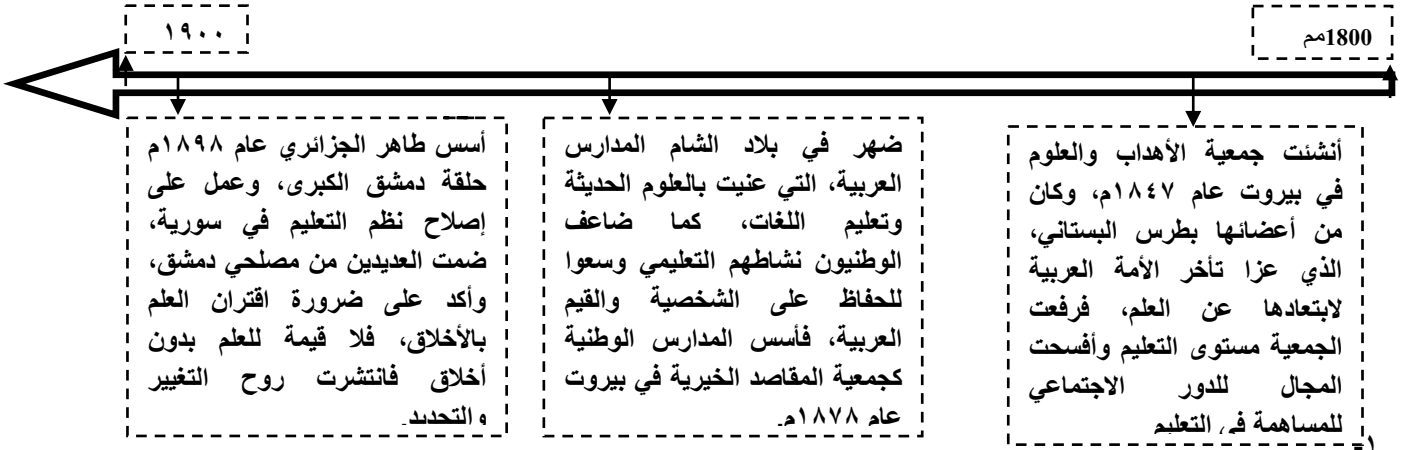 1800مم
١٩٠٠
أنشئت جمعية الأهداب والعلوم
في بيروت عام ١٨٤٧م، وكان
من أعضائها بطرس البستاني،
الذي عزا تأخر الأمة العربية
لابتعادها عن العلم، فرفعت
الجمعية مستوى التعليم وأفسحت
المجال للدور الاجتماعي
للمساهمة في التعليم
ضهر في بلاد الشام المدارس
العربية، التي عنيت بالعلوم الحديثة
وتعليم اللغات، كما ضاعف
الوطنيون نشاطهم التعليمي وسعوا
للحفاظ على الشخصية والقيم
العربية، فأسس المدارس الوطنية
كجمعية المقاصد الخيرية في بيروت
عام ١٨٧٨م.
أسس طاهر الجزائري عام ١٨٩٨م
حلقة دمشق الكبرى، وعمل على
إصلاح نظم التعليم في سورية،
ضمت العديدين من مصلحي دمشق،
وأكد على ضرورة اقتران العلم
بالأخلاق، فلا قيمة للعلم بدون
أخلاق فانتشرت روح التغيير
والتجديد.
١-